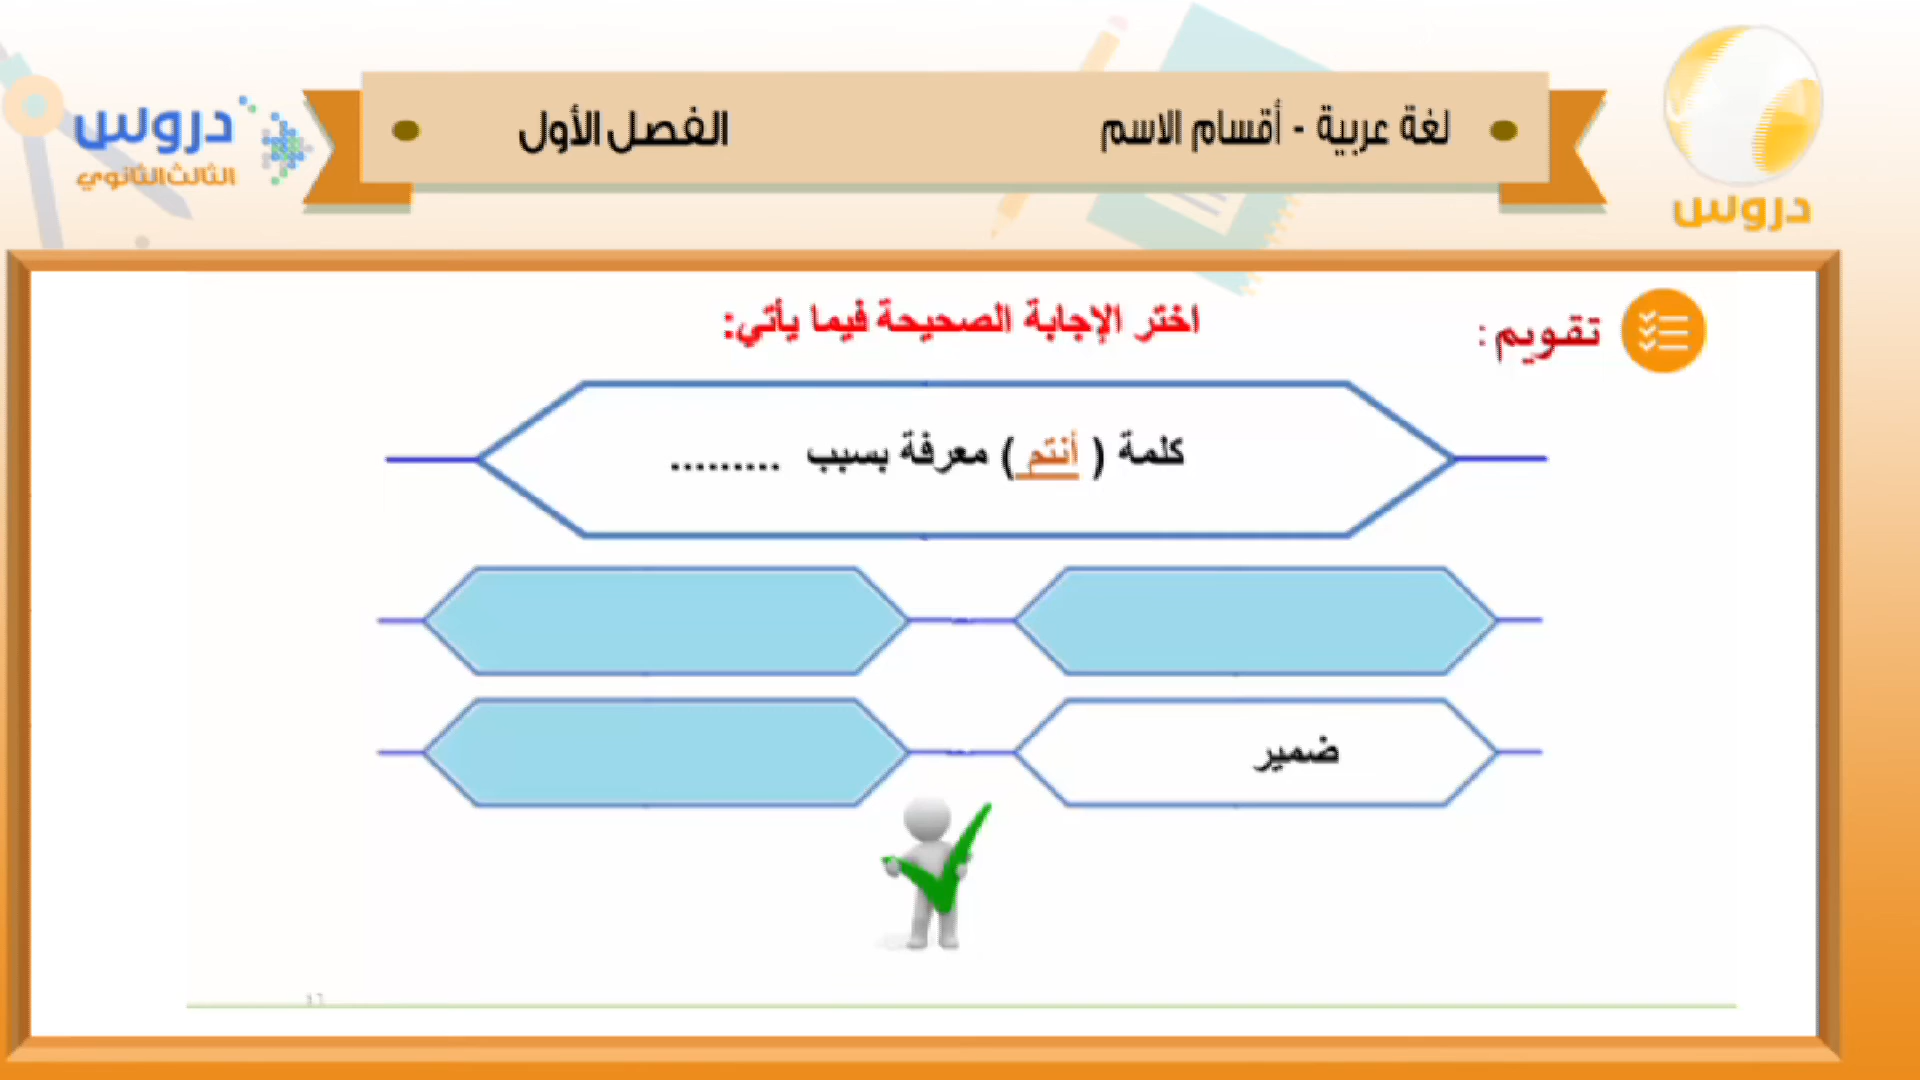 دروس
لغة عربية - أقسام الاسم
الفصل الأول
دروس
الثالث الثانوي
تقويم:
اختر الإجابة الصحيحة فيما يأتي:
كلمة ( أنتم ) معرفة بسبب .........
ضمير